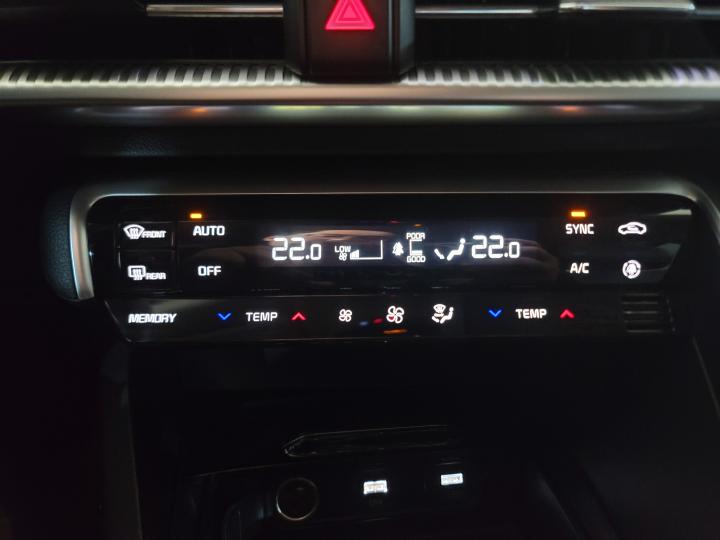 FRONT
AUTO
22.0
LOW
POOR
GOOD
22.0
SYNC
REAR
OFF
A/C
MEMORY
TEMP
TEMP